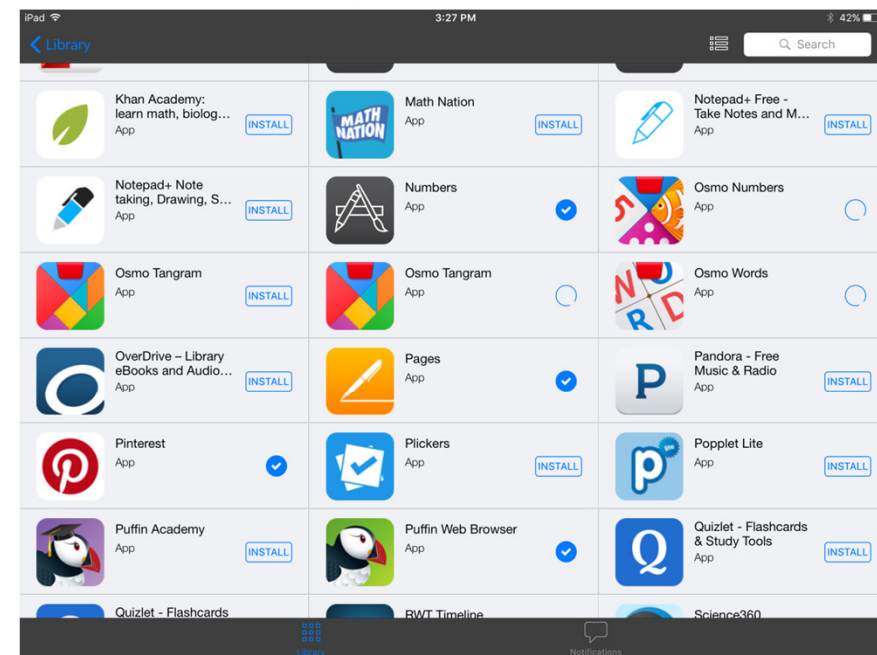 iPad 3:27 PM 42%
Library Search
Khan Academy:
learn math, biolog...
App
INSTALL
MATH
NATION
Math Nation
App
INSTALL
Notepad+ Free -
Take Notes and M...
App
INSTALL
Notepad+ Note
taking, Drawing, S...
App
INSTALL
Numbers
App
5
Osmo Numbers
App
Osmo Tangram
App
INSTALL
Osmo Tangram
App
N O
R D
Osmo Words
App
OverDrive – Library
eBooks and Audio...
App
INSTALL
Pages
App
P
Pandora - Free
Music & Radio
App
INSTALL
Pinterest
App
Plickers
App
INSTALL
p
lite
Popplet Lite
App
INSTALL
Puffin Academy
App
INSTALL
Puffin Web Browser
App
Q
Quizlet - Flashcards
& Study Tools
App
INSTALL
Quizlet - Flashcards
RWT Timeline
Science360
Library
Notifications